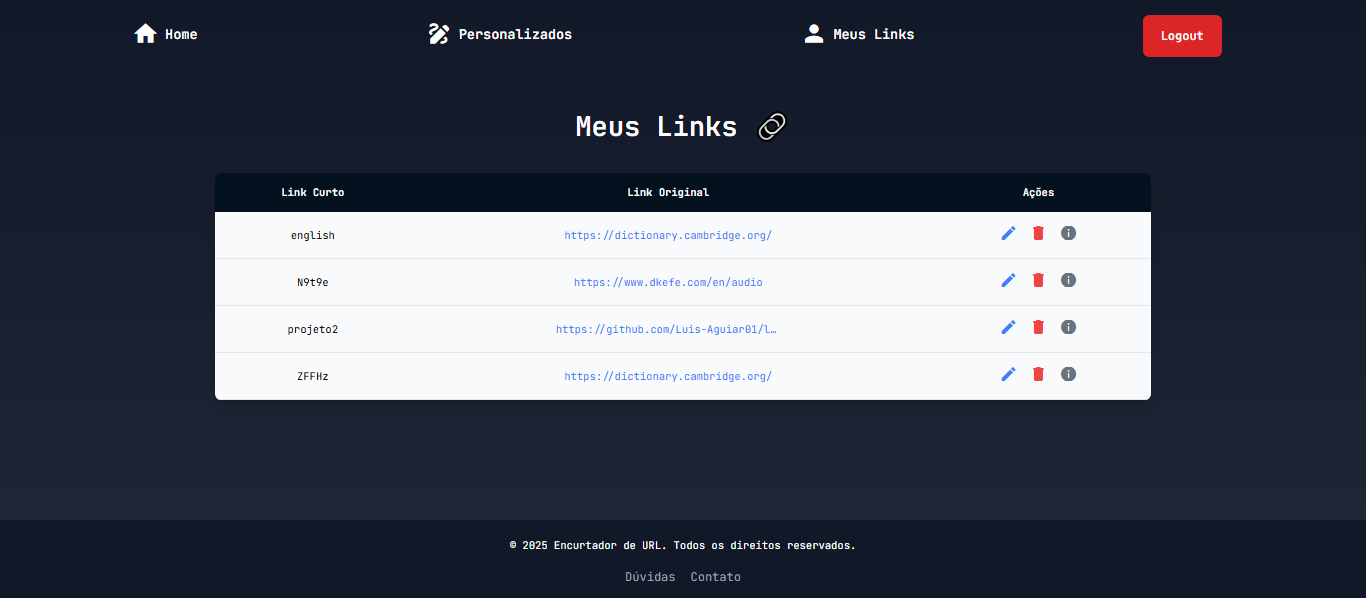 Home Personalizados Meus Links Logout
Meus Links
Link Curto Link Original Ações
english https://dictionary.cambridge.org/
N9t9e https://www.dkefe.com/en/audio
projeto2 https://github.com/Luis-Aguiar01/l…
ZFFHz https://dictionary.cambridge.org/
© 2025 Encurtador de URL. Todos os direitos reservados.
Dúvidas Contato